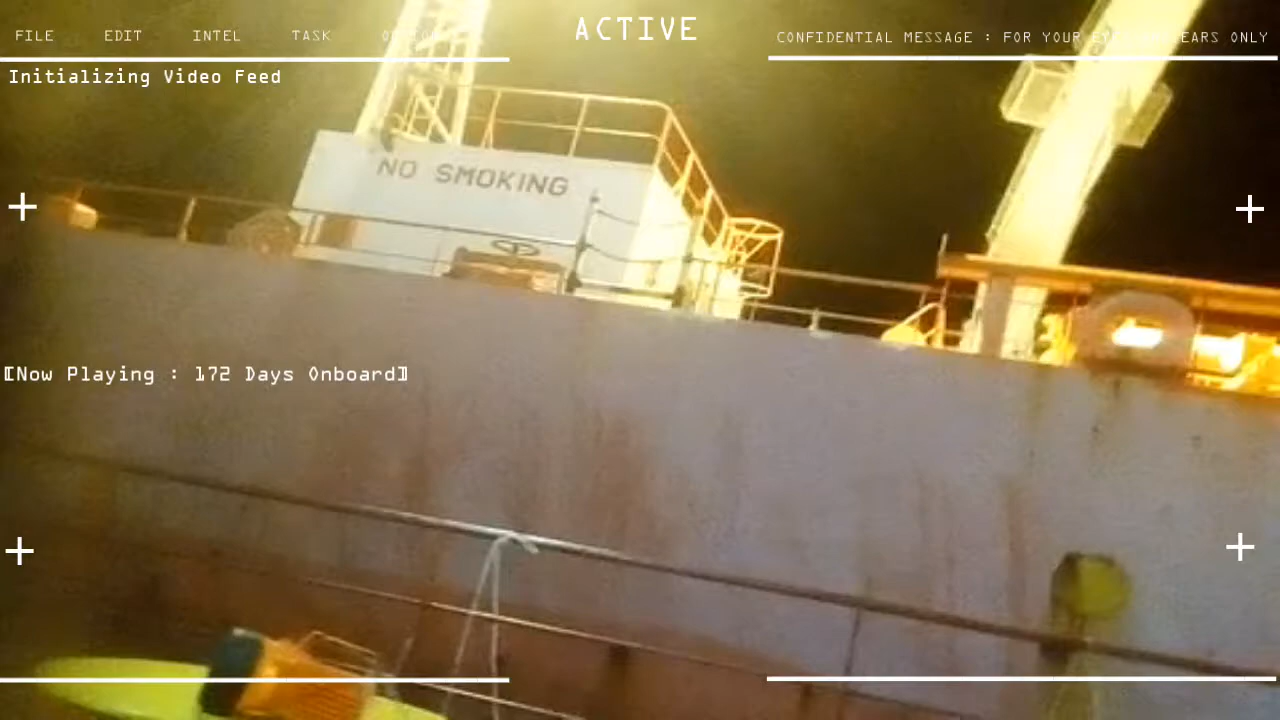 FILE EDIT INTEL TASK
ACTIVE
CONFIDENTIAL MESSAGE : FOR YOUR EARS ONLY
Initializing Video Feed
NO SMOKING
[Now Playing : 172 Days Onboard]